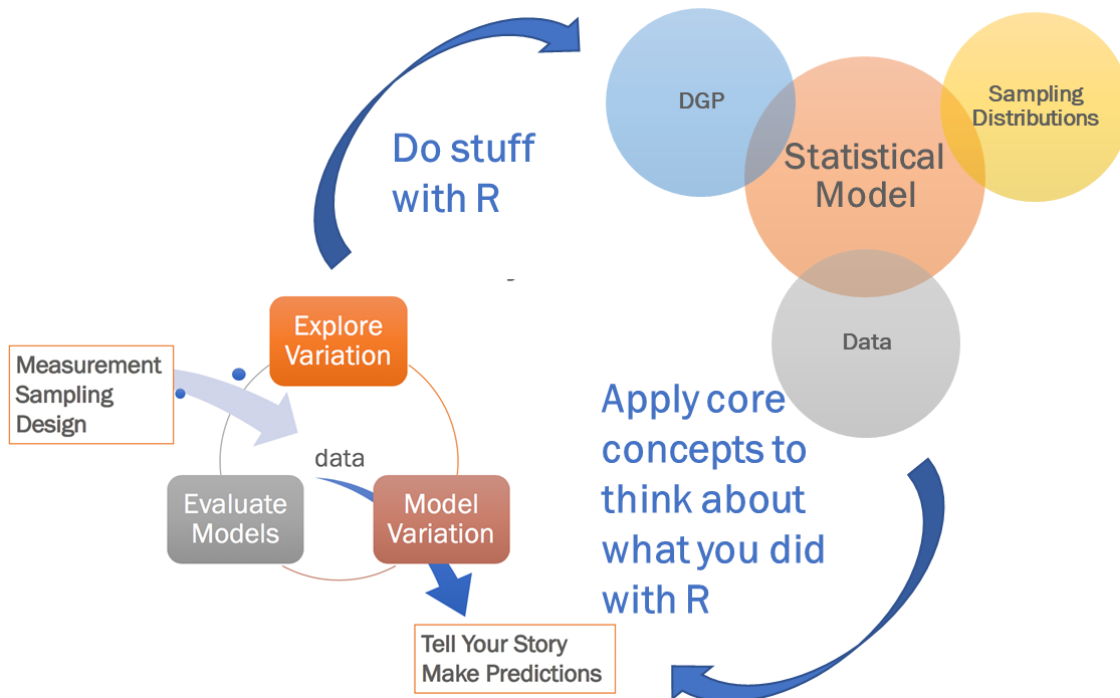 Do stuff
with R
DGP
Statistical
Model
Sampling
Distributions
Data
Explore
Variation
Measurement
Sampling
Design
data
Evaluate
Models
Model
Variation
Tell Your Story
Make Predictions
Apply core
concepts to
think about
what you did
with R